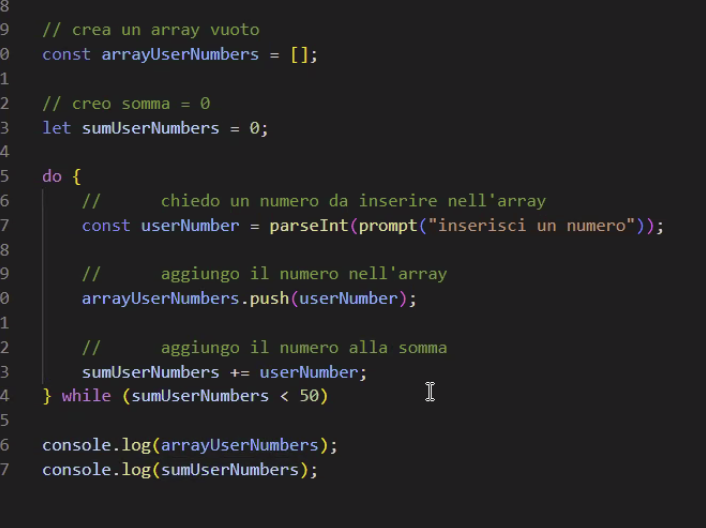 8
9 // crea un array vuoto
0 const arrayUserNumbers = [];
1
2 // creo somma = 0
3 let sumUserNumbers = 0;
4
5 do {
6 // chiedo un numero da inserire nell'array
7 const userNumber = parseInt(prompt("inserisci un numero"));
8
9 // aggiungo il numero nell'array
0 arrayUserNumbers.push(userNumber);
1
2 // aggiungo il numero alla somma
3 sumUserNumbers += userNumber;
4 } while (sumUserNumbers < 50)
5
6 console.log(arrayUserNumbers);
7 console.log(sumUserNumbers);